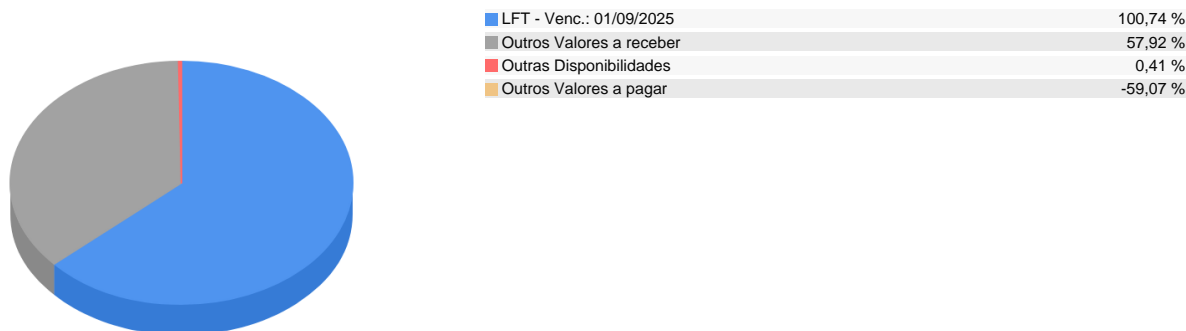 LFT - Venc.: 01/09/2025 100,74 %
Outros Valores a receber 57,92 %
Outras Disponibilidades 0,41 %
Outros Valores a pagar -59,07 %